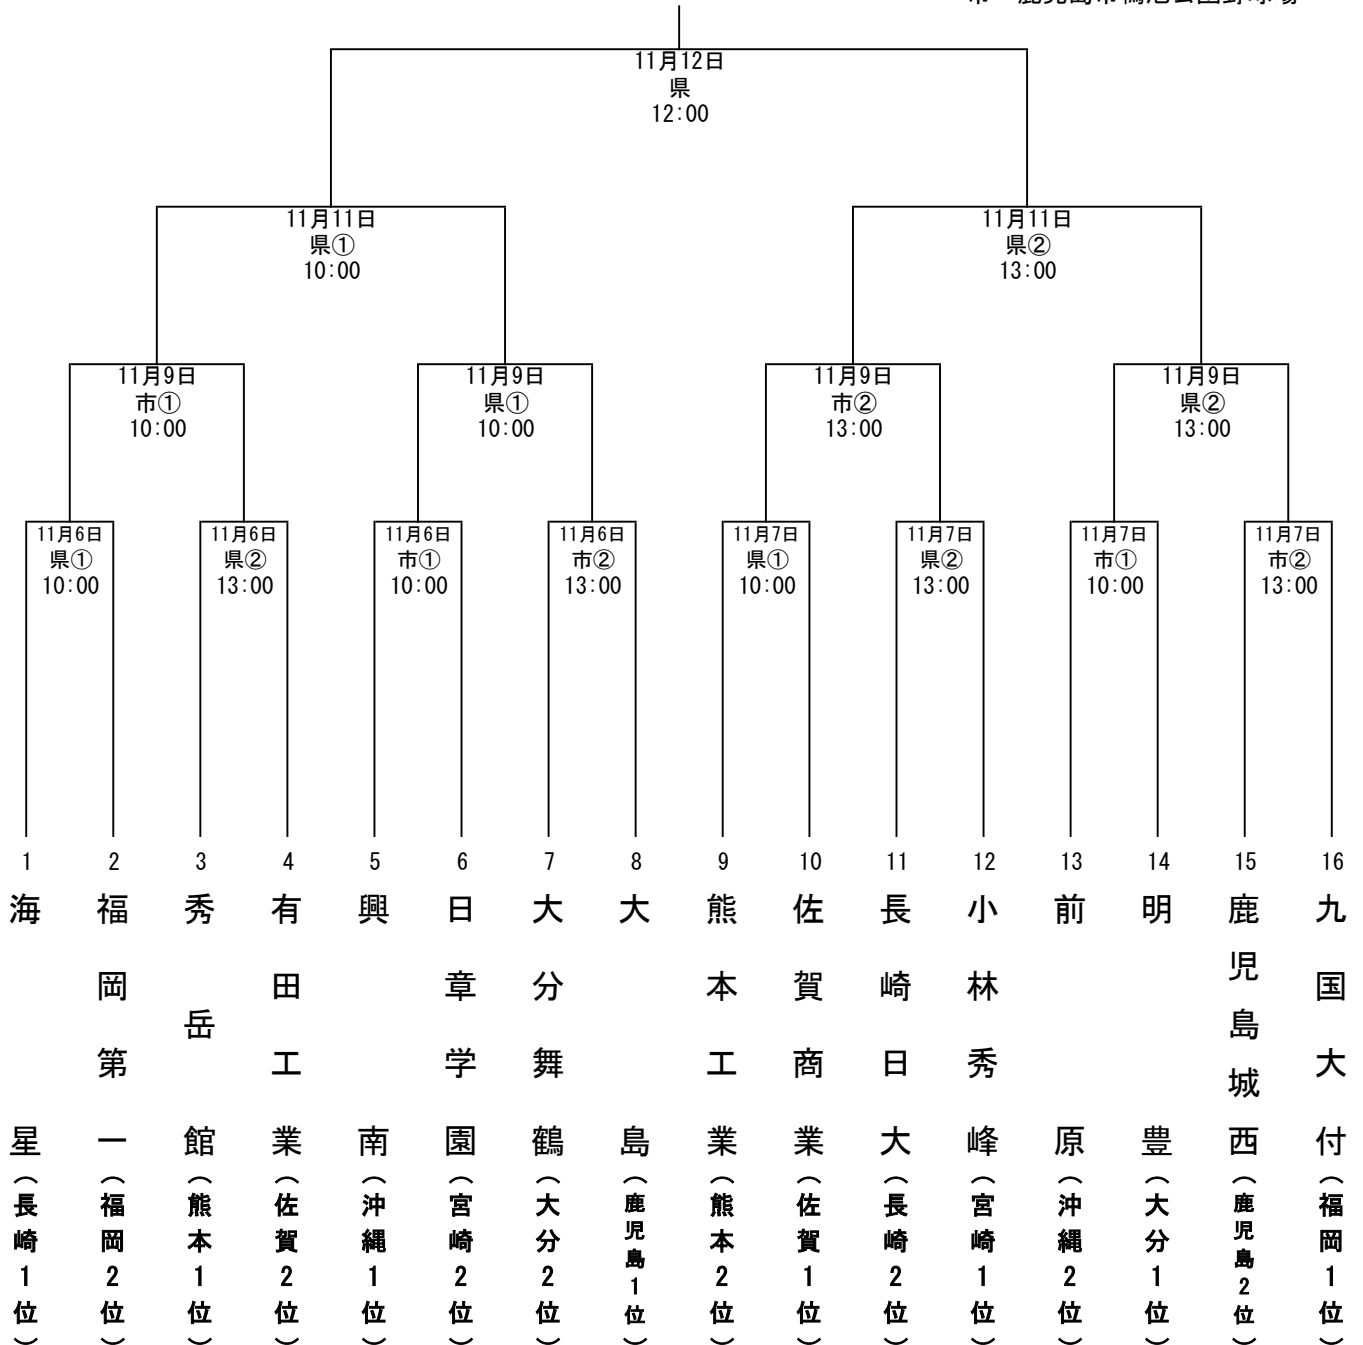 11月12日
県
12:00
11月11日
県①
10:00
11月11日
県②
13:00
11月9日
市①
10:00
11月9日
県①
10:00
11月9日
市②
13:00
11月9日
県②
13:00
11月6日
県①
10:00
11月6日
県②
13:00
11月6日
市①
10:00
11月6日
市②
13:00
11月7日
県①
10:00
11月7日
県②
13:00
11月7日
市①
10:00
11月7日
市②
13:00
1
海星(長崎1位)
2
福岡第一(福岡2位)
3
秀岳館(熊本1位)
4
有田工業(佐賀2位)
5
興南(沖縄1位)
6
日章学園(宮崎2位)
7
大分舞鶴(大分2位)
8
大島(鹿児島1位)
9
熊本工業(熊本2位)
10
佐賀商業(佐賀1位)
11
長崎日大(長崎2位)
12
小林秀峰(宮崎1位)
13
前原(沖縄2位)
14
明豊(大分1位)
15
鹿児島城西(鹿児島2位)
16
九国大付(福岡1位)